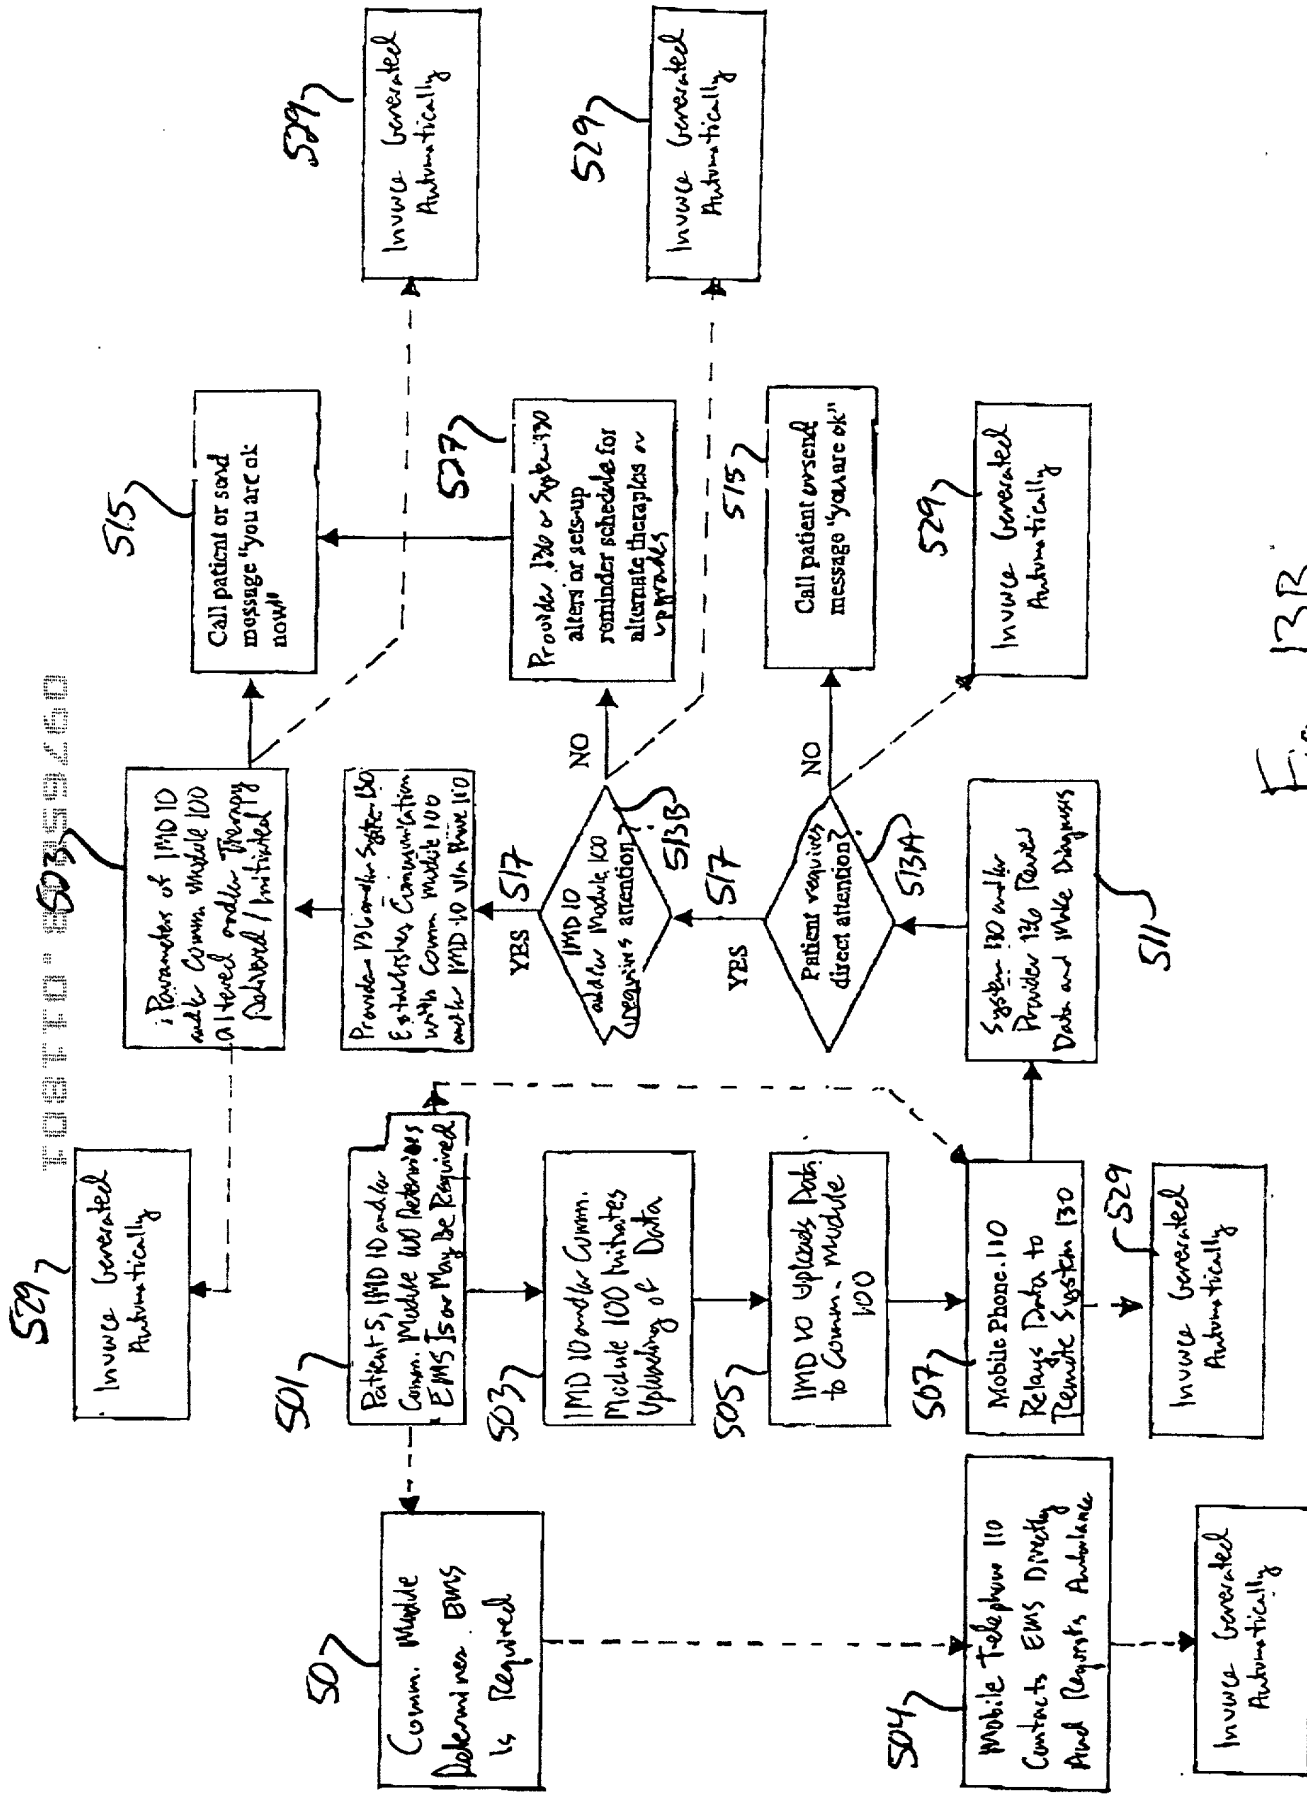 529
Invoice Generated
Automatically
503
Parameters of IMD 10
and/or Comm. Module 100
altered and/or Therapy
Delivered / Initiated
515
Call patient or send
message "you are ok
now"
529
Invoice Generated
Automatically
501
Patient 5, IMD 10 and/or
Comm. Module 100 Determines
EMS Is or May Be Required
Provider 136 and/or System 130
Establishes Communication
with Comm Module 100
and/or IMD 10 via Phone 110
527
Provider 136 or System 130
alters or sets-up
reminder schedule for
alternate therapies or
upgrades
YES
517
NO
IMD 10
and/or Module 100
requires attention?
513B
529
Invoice Generated
Automatically
501
Comm. Module
Determines EMS
is Required
503
IMD 10 and/or Comm.
Module 100 Initiates
Uploading of Data
505
IMD 10 Uploads Data
to Comm. Module
100
YES
517
NO
Patient requires
direct attention?
513A
515
Call patient or send
message "you are ok"
504
Mobile Telephone 110
Contacts EMS Directly
And Requests Ambulance
507
Mobile Phone 110
Relays Data to
Remote System 130
System 130 and/or
Provider 136 Review
Data and Make Diagnosis
511
529
Invoice Generated
Automatically
Invoice Generated
Automatically
529
Invoice Generated
Automatically
Fig. 13B